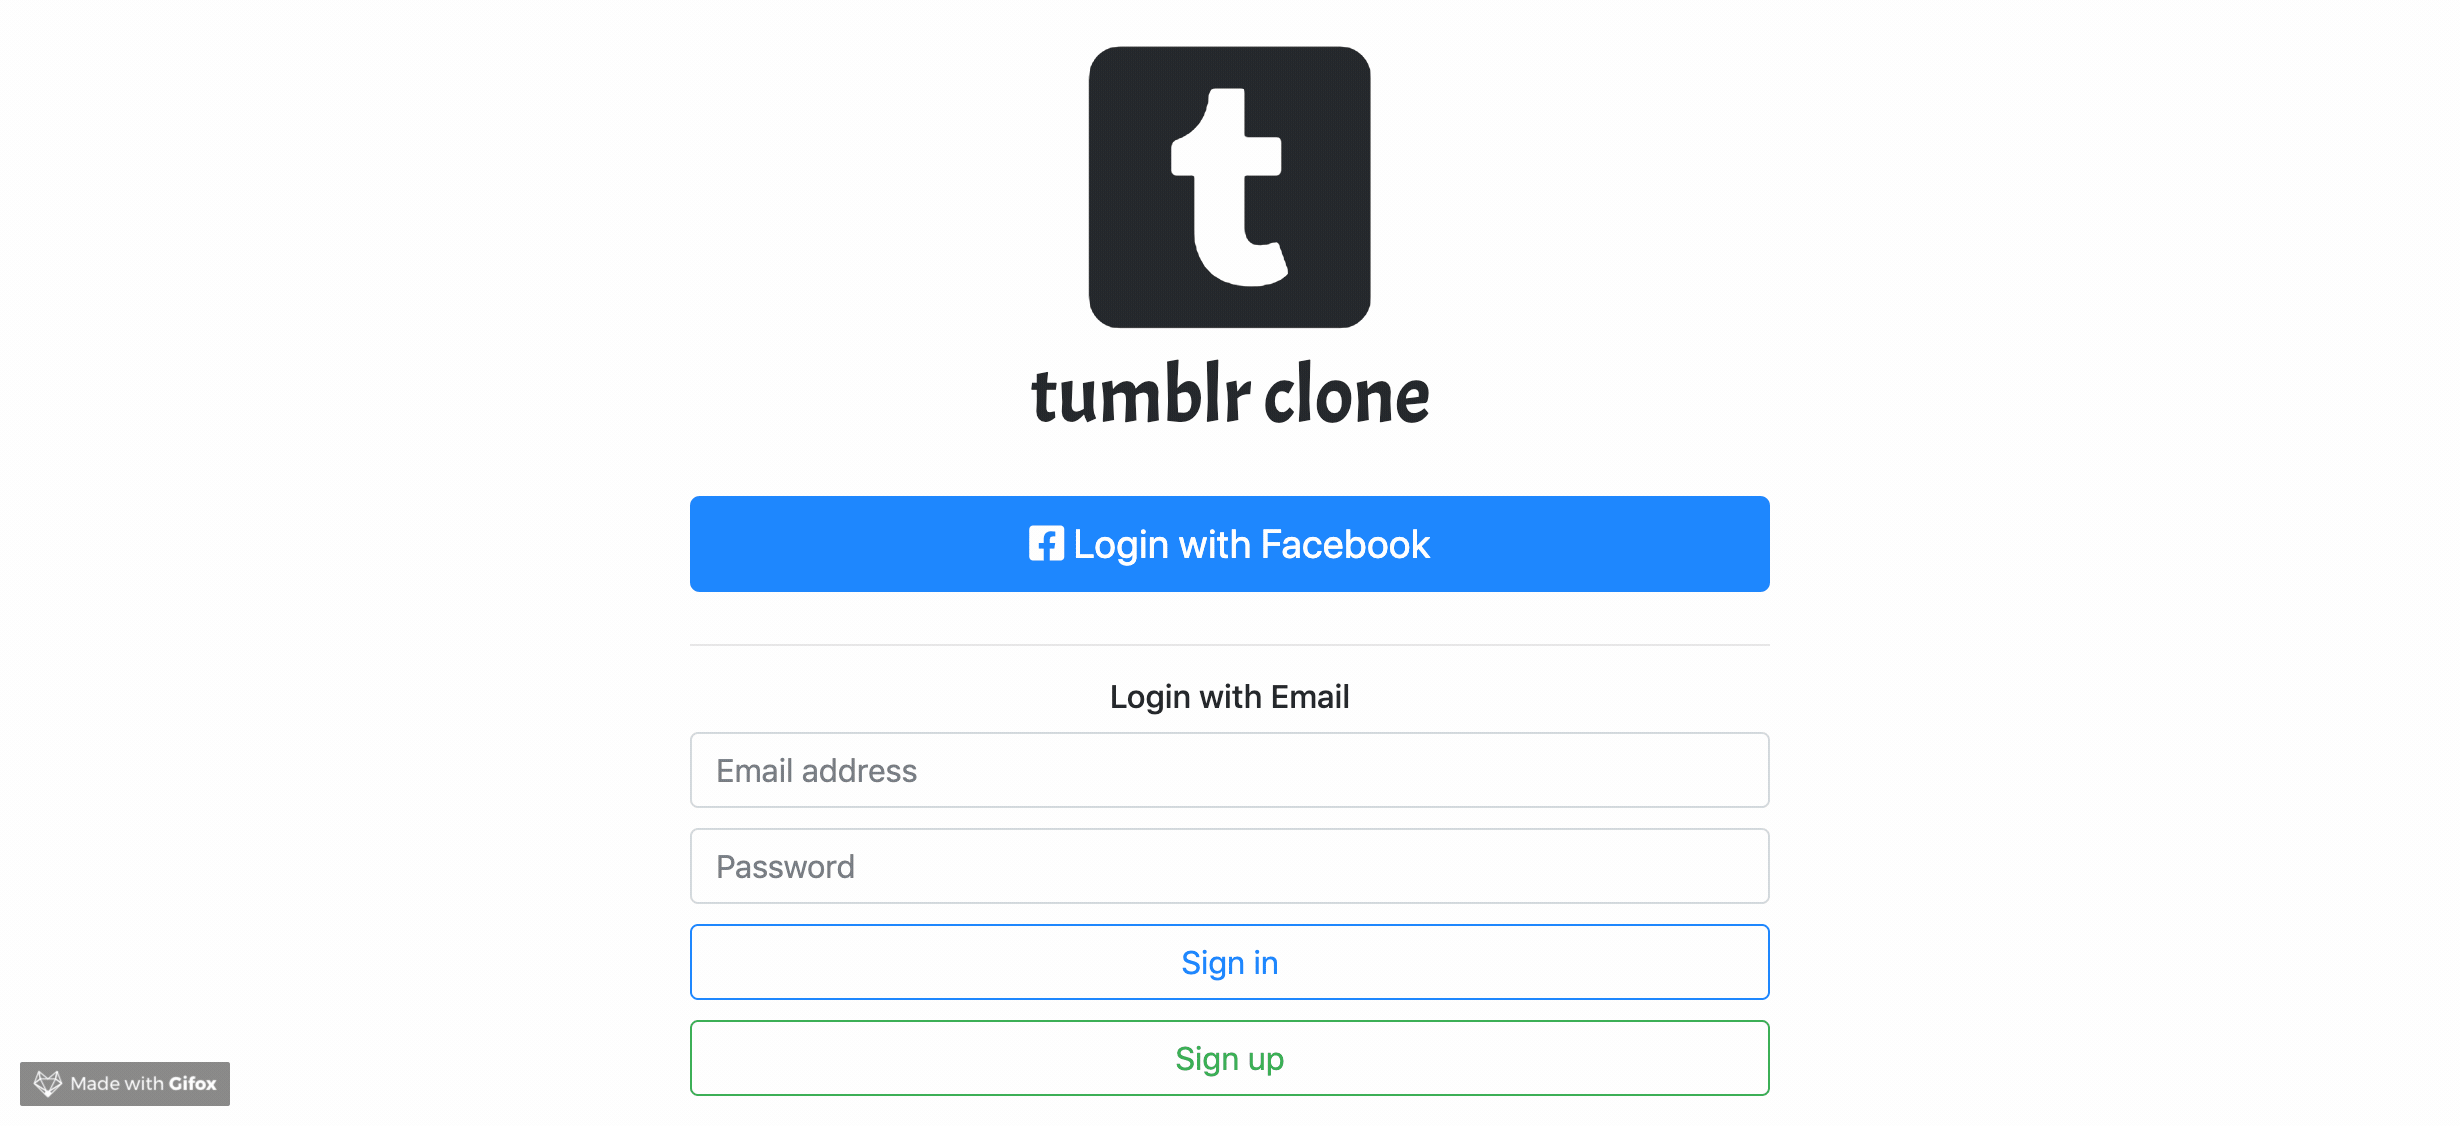 t
tumblr clone
Login with Facebook
Login with Email
Email address
Password
Sign in
Sign up
Made with Gifox